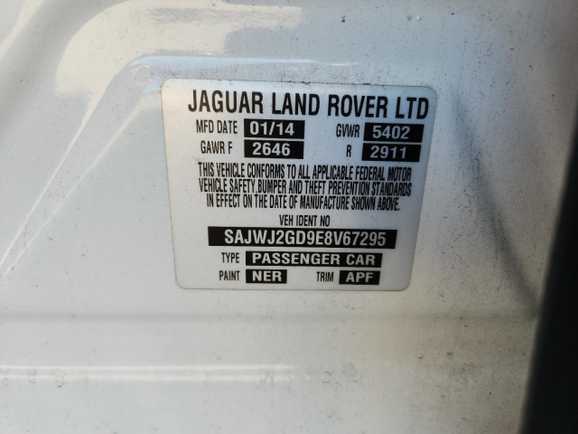 JAGUAR LAND ROVER LTD
MFD DATE 01/14 GVWR 5402
GAWR F 2646 R 2911
THIS VEHICLE CONFORMS TO ALL APPLICABLE FEDERAL MOTOR
VEHICLE SAFETY,BUMPER AND THEFT PREVENTION STANDARDS
IN EFFECT ON THE DATE OF MANUFACTURE SHOWN ABOVE.
VEH IDENT NO
SAJWJ2GD9E8V67295
TYPE PASSENGER CAR
PAINT NER TRIM APF